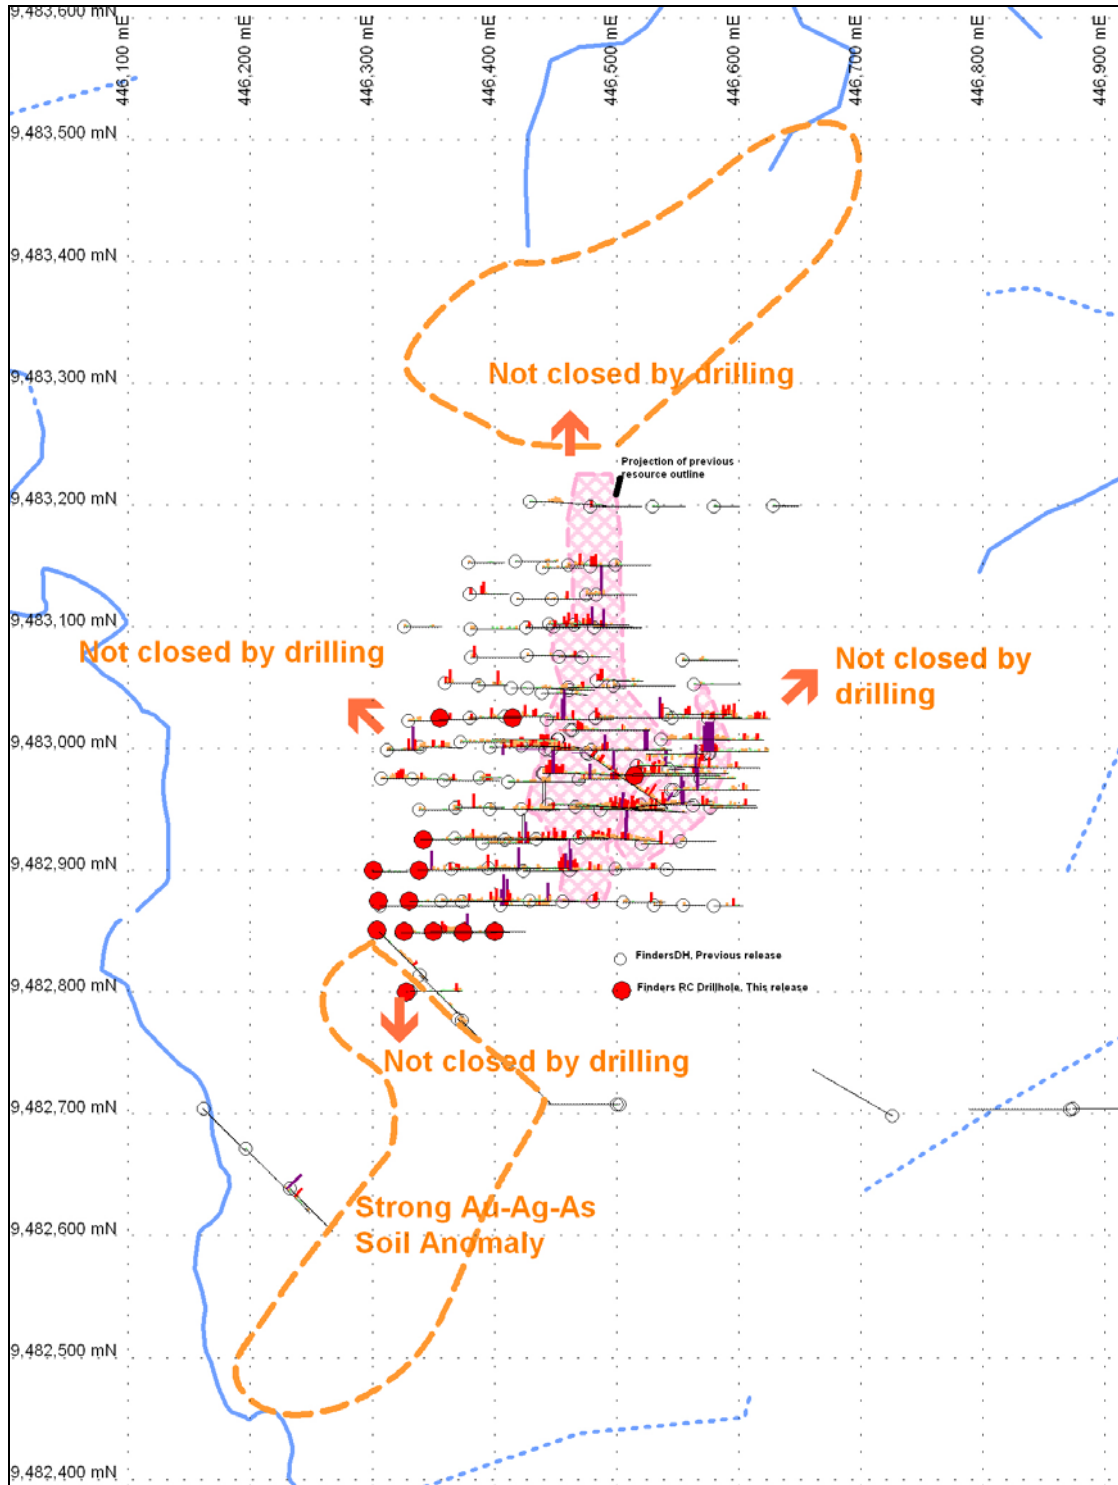 9,483,600 mN
446,100 mE
446,200 mE
446,300 mE
446,400 mE
446,500 mE
446,600 mE
446,700 mE
446,800 mE
446,900 mE
9,483,500 mN
9,483,400 mN
9,483,300 mN
Not closed by drilling
Projection of previous
resource outline
9,483,200 mN
9,483,100 mN
Not closed by drilling
Not closed by
drilling
9,483,000 mN
9,482,900 mN
FindersDH, Previous release
Finders RC Drillhole, This release
9,482,800 mN
Not closed by drilling
9,482,700 mN
Strong Au-Ag-As
Soil Anomaly
9,482,600 mN
9,482,500 mN
9,482,400 mN